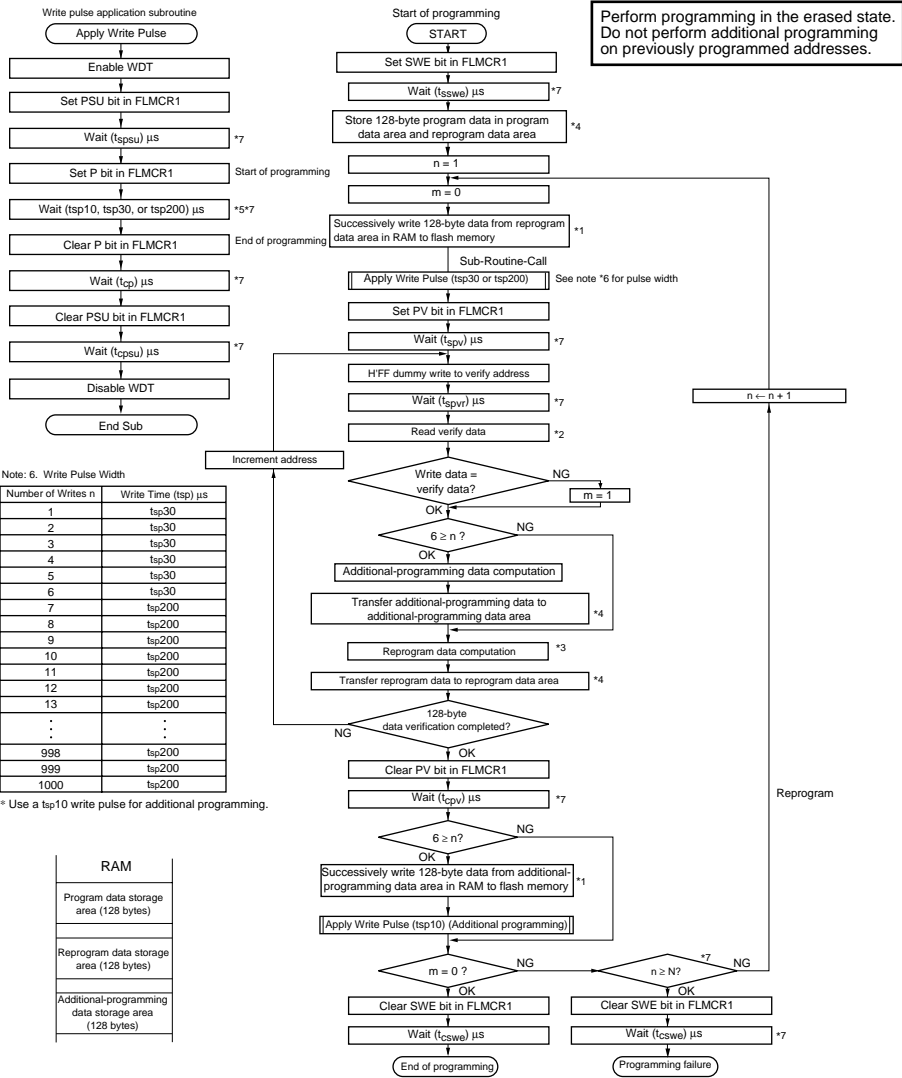 Write pulse application subroutine
Apply Write Pulse
Enable WDT
Set PSU bit in FLMCR1
Wait (tspsu) µs
*7
Set P bit in FLMCR1
Start of programming
Wait (tsp10, tsp30, or tsp200) µs
*5*7
Clear P bit in FLMCR1
End of programming
Wait (tcp) µs
*7
Clear PSU bit in FLMCR1
Wait (tcpsu) µs
*7
Disable WDT
End Sub
Note: 6. Write Pulse Width
Number of Writes n Write Time (tsp) µs
1 tsp30
2 tsp30
3 tsp30
4 tsp30
5 tsp30
6 tsp30
7 tsp200
8 tsp200
9 tsp200
10 tsp200
11 tsp200
12 tsp200
13 tsp200
998 tsp200
999 tsp200
1000 tsp200
* Use a tsp10 write pulse for additional programming.
RAM
Program data storage
area (128 bytes)
Reprogram data storage
area (128 bytes)
Additional-programming
data storage area
(128 bytes)
Start of programming
START
Set SWE bit in FLMCR1
Wait (tsswe) µs
*7
Store 128-byte program data in program
data area and reprogram data area
*4
n = 1
m = 0
Successively write 128-byte data from reprogram
data area in RAM to flash memory
*1
Sub-Routine-Call
Apply Write Pulse (tsp30 or tsp200)
See note *6 for pulse width
Set PV bit in FLMCR1
Wait (tspv) µs
*7
H'FF dummy write to verify address
Wait (tspvr) µs
*7
Read verify data
*2
Increment address
Write data =
verify data?
NG
m = 1
OK
6 ≥ n ?
NG
OK
Additional-programming data computation
Transfer additional-programming data to
additional-programming data area
*4
Reprogram data computation
*3
Transfer reprogram data to reprogram data area
*4
128-byte
data verification completed?
NG
OK
Clear PV bit in FLMCR1
Wait (tcpv) µs
*7
6 ≥ n?
NG
OK
Successively write 128-byte data from additional-
programming data area in RAM to flash memory
*1
Apply Write Pulse (tsp10) (Additional programming)
m = 0 ?
NG
OK
Clear SWE bit in FLMCR1
Wait (tcswe) µs
End of programming
n ≥ N?
*7
NG
OK
Clear SWE bit in FLMCR1
Wait (tcswe) µs
*7
Programming failure
n ← n + 1
Reprogram
Perform programming in the erased state.
Do not perform additional programming
on previously programmed addresses.